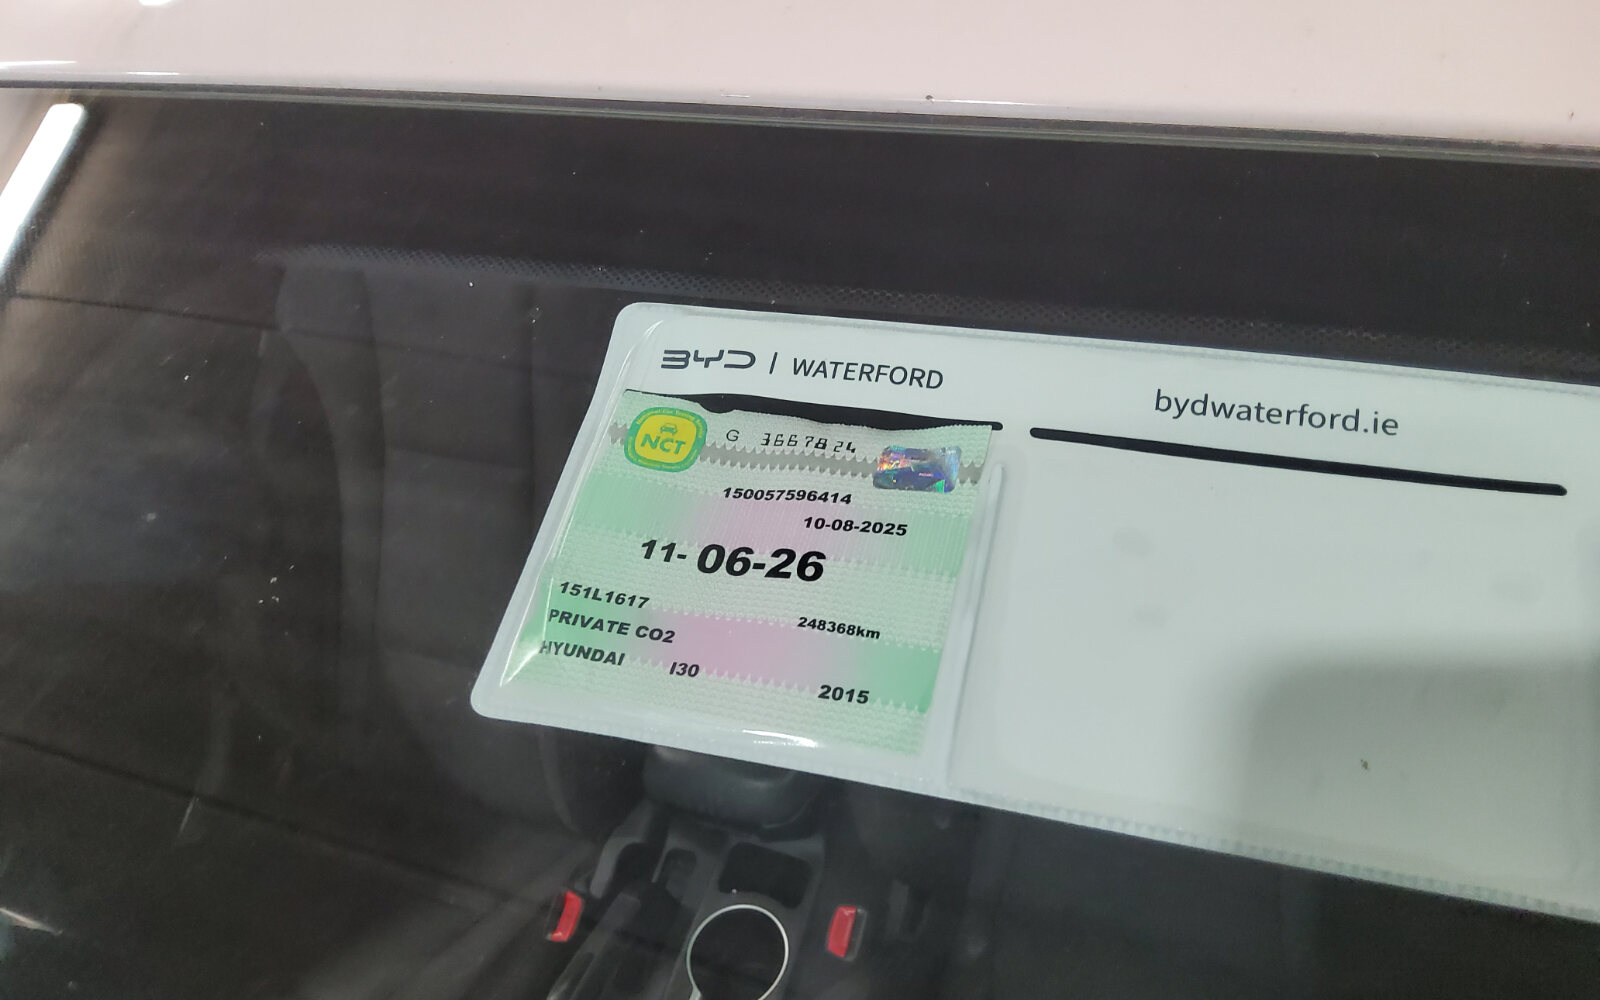 BYD | WATERFORD
bydwaterford.ie
NCT
G 3667824
150057596414
10-08-2025
11-06-26
151L1617
248368km
PRIVATE CO2
HYUNDAI I30
2015